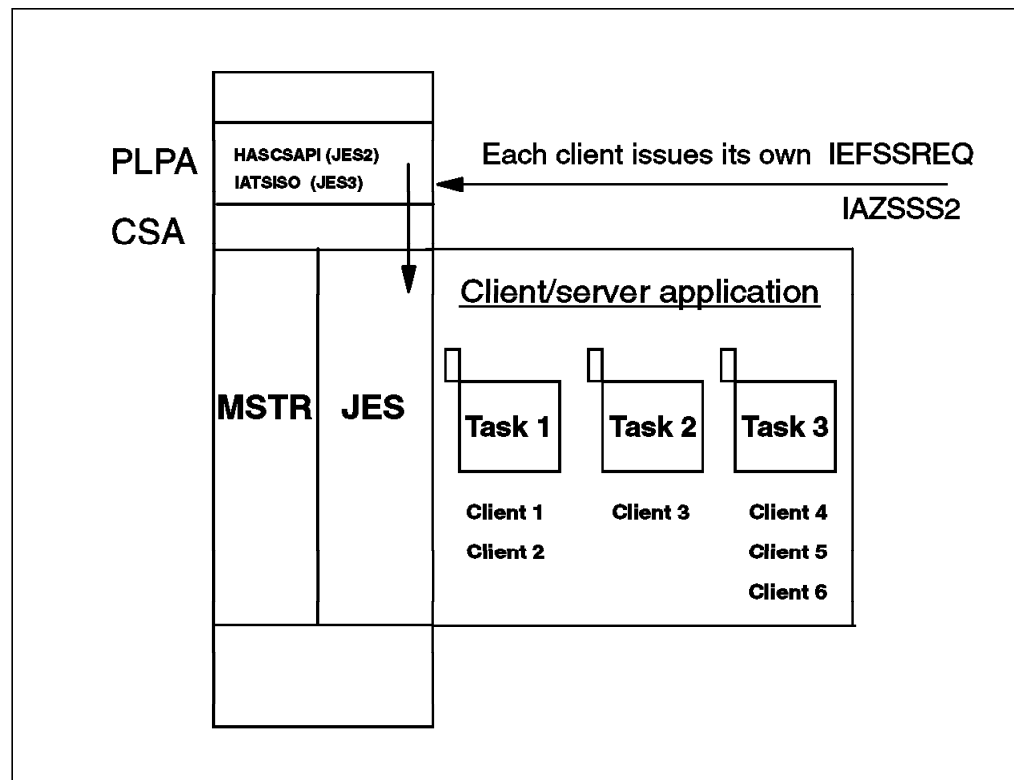 PLPA
HASCSAPI (JES2)
IATSISO (JES3)
Each client issues its own IEFSSREQ
IAZSSS2
CSA
Client/server application
MSTR
JES
Task 1
Task 2
Task 3
Client 1
Client 3
Client 4
Client 2
Client 5
Client 6